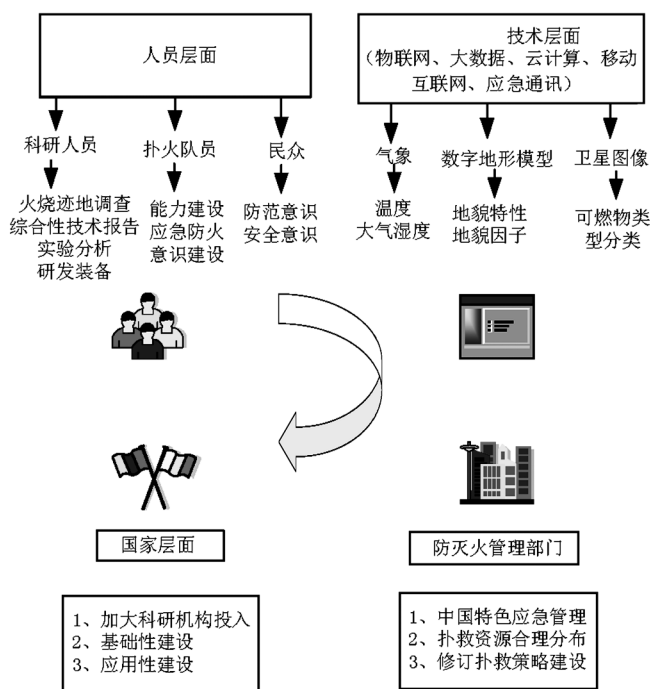 人员层面
技术层面
(物联网、大数据、云计算、移动
互联网、应急通讯)
科研人员
扑火队员
民众
气象
数字地形模型
卫星图像
火烧迹地调查
综合性技术报告
实验分析
研发装备
能力建设
应急防火
意识建设
防范意识
安全意识
温度
大气湿度
地貌特性
地貌因子
可燃物类
型分类
国家层面
防灭火管理部门
1、加大科研机构投入
2、基础性建设
3、应用性建设
1、中国特色应急管理
2、扑救资源合理分布
3、修订扑救策略建设